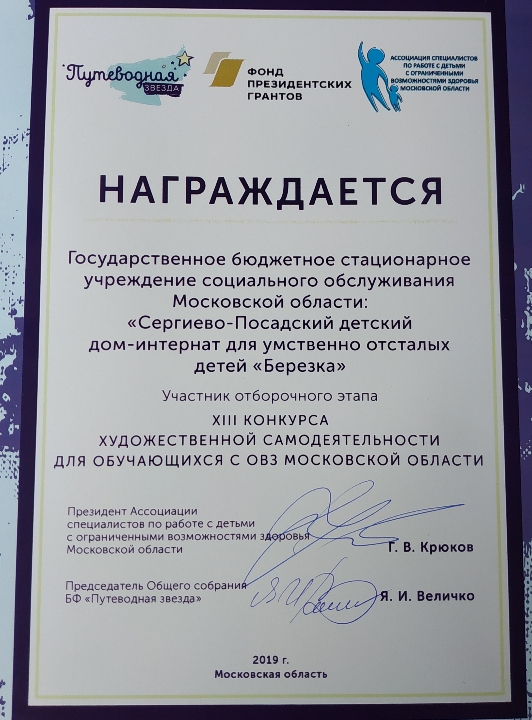 Путеводная
ЗВЕЗДА
ФОНД
ПРЕЗИДЕНТСКИХ
ГРАНТОВ
АССОЦИАЦИЯ СПЕЦИАЛИСТОВ
ПО РАБОТЕ С ДЕТЬМИ
С ОГРАНИЧЕННЫМИ
ВОЗМОЖНОСТЯМИ ЗДОРОВЬЯ
МОСКОВСКОЙ ОБЛАСТИ
НАГРАЖДАЕТСЯ
Государственное бюджетное стационарное
учреждение социального обслуживания
Московской области:
«Сергиево-Посадский детский
дом-интернат для умственно отсталых
детей «Березка»
Участник отборочного этапа
XIII КОНКУРСА
ХУДОЖЕСТВЕННОЙ САМОДЕЯТЕЛЬНОСТИ
ДЛЯ ОБУЧАЮЩИХСЯ С ОВЗ МОСКОВСКОЙ ОБЛАСТИ
Президент Ассоциации
специалистов по работе с детьми
с ограниченными возможностями здоровья
Московской области
Г. В. Крюков
Председатель Общего собрания
БФ «Путеводная звезда»
Я. И. Величко
2019 г.
Московская область